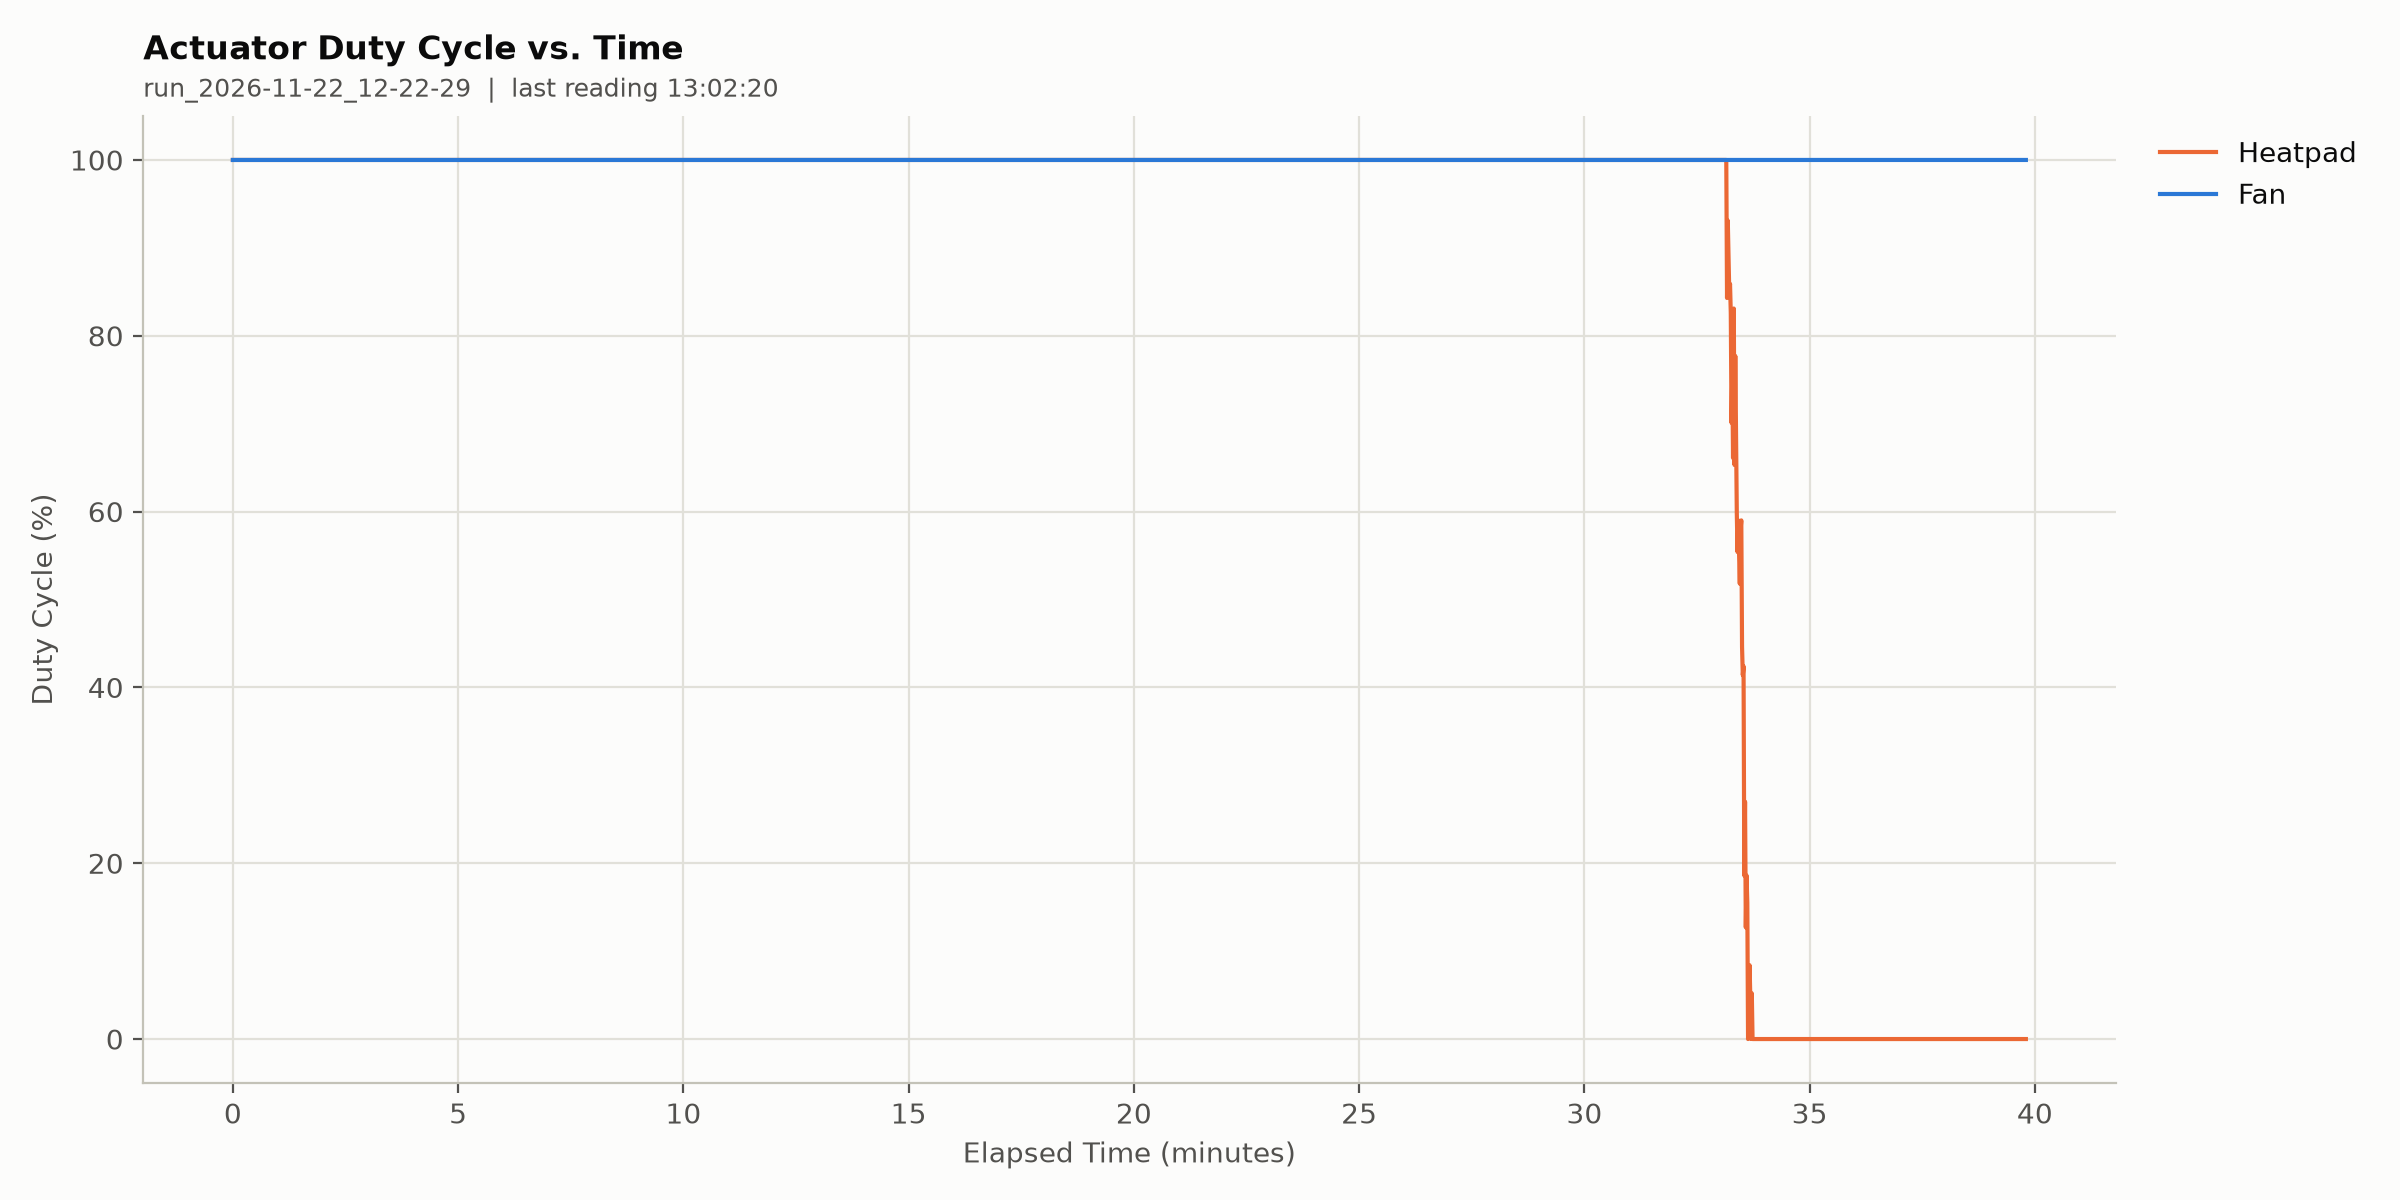 Actuator Duty Cycle vs. Time
run_2026-11-22_12-22-29 | last reading 13:02:20
Heatpad
Fan
Duty Cycle (%)
100
80
60
40
20
0
0 5 10 15 20 25 30 35 40
Elapsed Time (minutes)